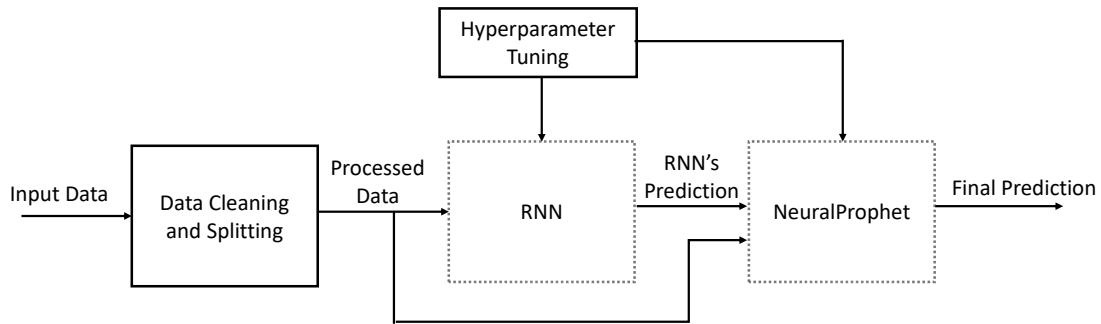 Hyperparameter
Tuning
Input Data
Data Cleaning
and Splitting
Processed
Data
RNN
RNN's
Prediction
NeuralProphet
Final Prediction